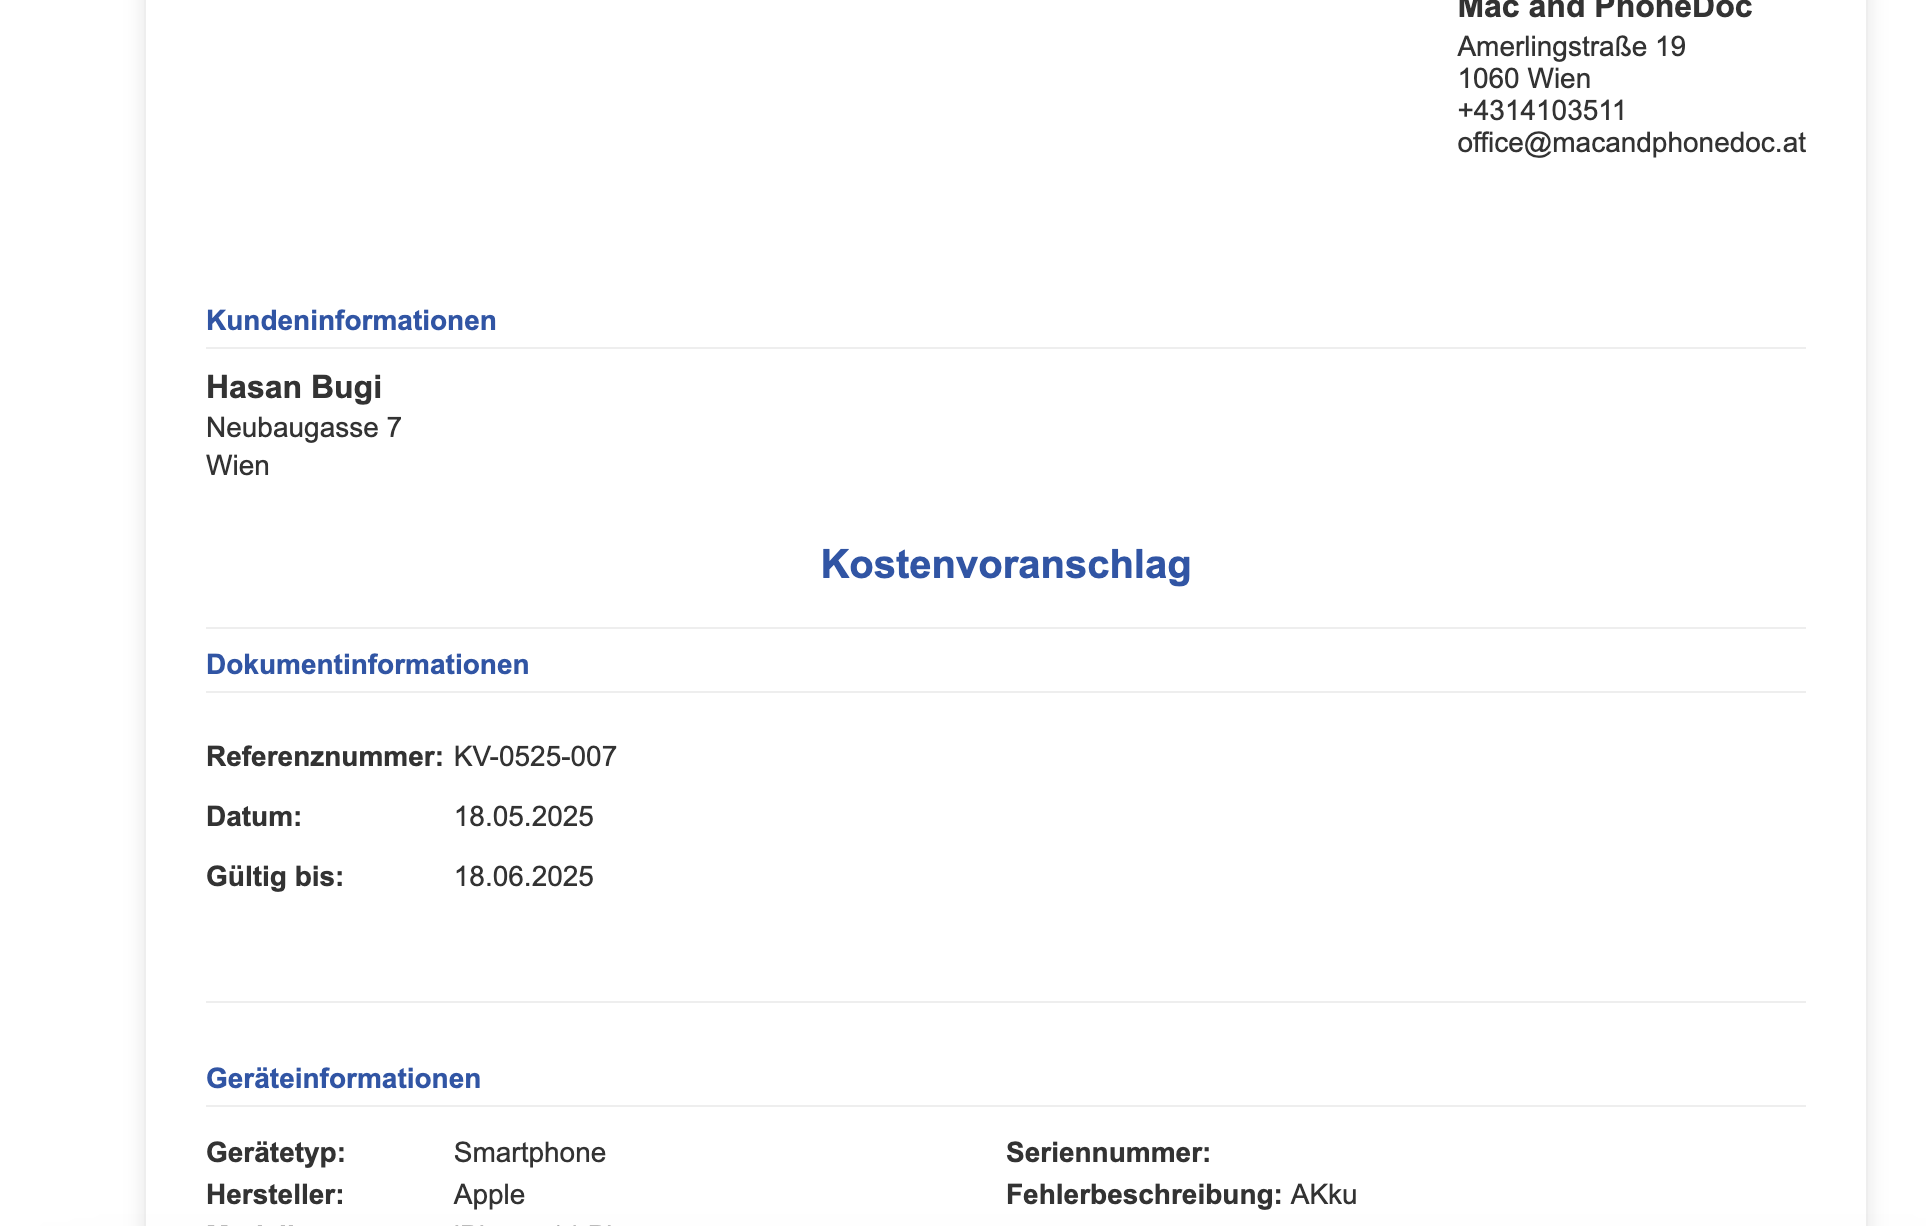 Mac and PhoneDoc
Amerlingstraße 19
1060 Wien
+4314103511
office@macandphonedoc.at
Kundeninformationen
Hasan Bugi
Neubaugasse 7
Wien
Kostenvoranschlag
Dokumentinformationen
Referenznummer: KV-0525-007
Datum: 18.05.2025
Gültig bis: 18.06.2025
Geräteinformationen
Gerätetyp: Smartphone
Seriennummer:
Hersteller: Apple
Fehlerbeschreibung: AKku